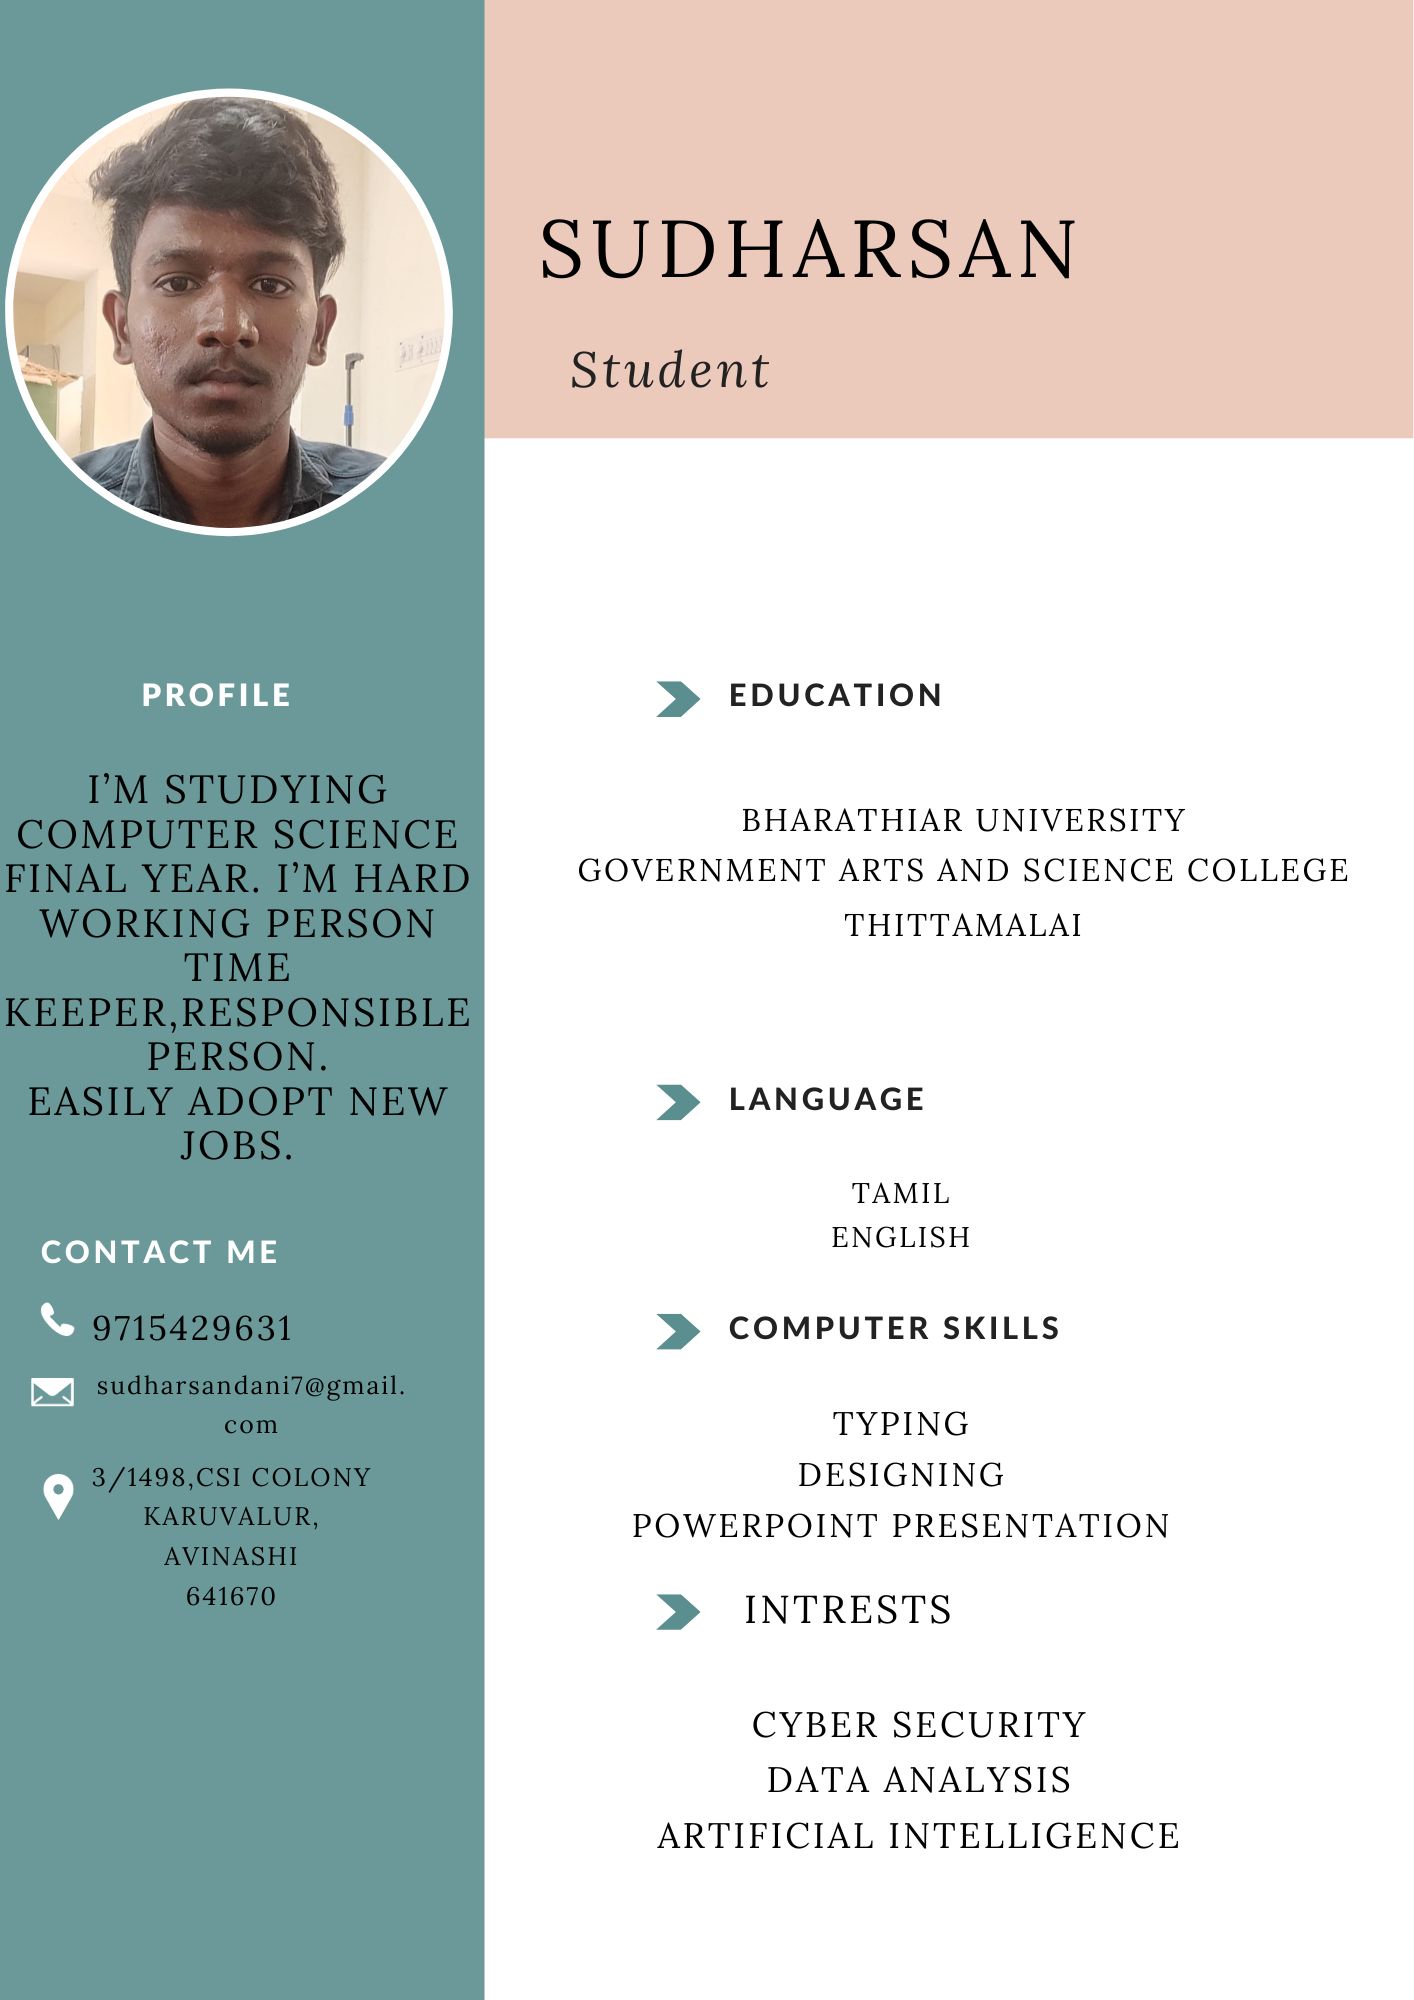 SUDHARSAN
Student
PROFILE
I’M STUDYING
COMPUTER SCIENCE
FINAL YEAR. I’M HARD
WORKING PERSON
TIME
KEEPER,RESPONSIBLE
PERSON.
EASILY ADOPT NEW
JOBS.
CONTACT ME
9715429631
sudharsandani7@gmail.
com
3/1498,CSI COLONY
KARUVALUR,
AVINASHI
641670
EDUCATION
BHARATHIAR UNIVERSITY
GOVERNMENT ARTS AND SCIENCE COLLEGE
THITTAMALAI
LANGUAGE
TAMIL
ENGLISH
COMPUTER SKILLS
TYPING
DESIGNING
POWERPOINT PRESENTATION
INTRESTS
CYBER SECURITY
DATA ANALYSIS
ARTIFICIAL INTELLIGENCE